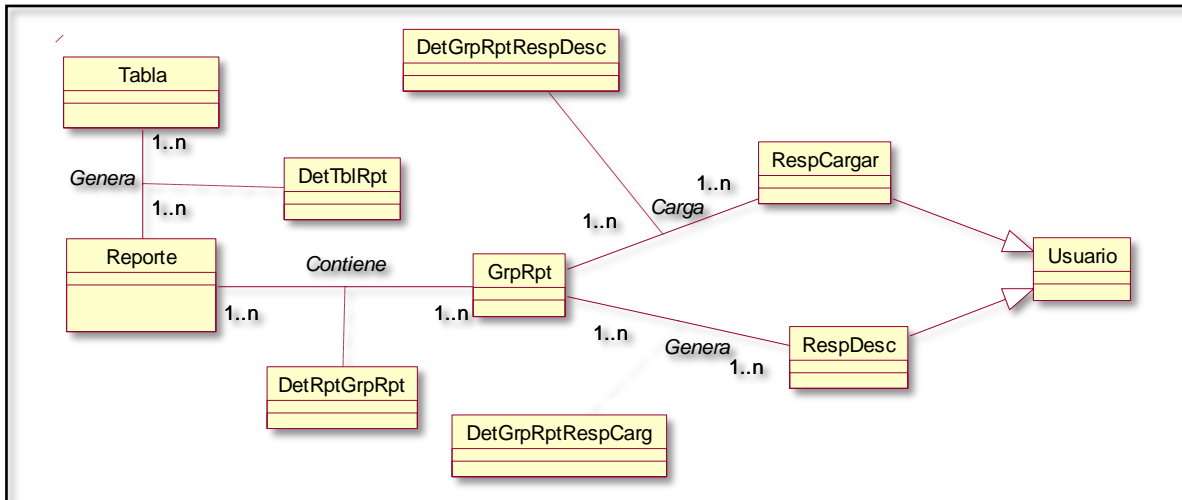 DetGrpRptRespDesc
Tabla
1..n
Genera
DetTblRpt
1..n
Reporte
RespCargar
1..n
Carga
1..n
Usuario
Contiene
GrpRpt
1..n
1..n
1..n
Genera
1..n
RespDesc
DetRptGrpRpt
DetGrpRptRespCarg